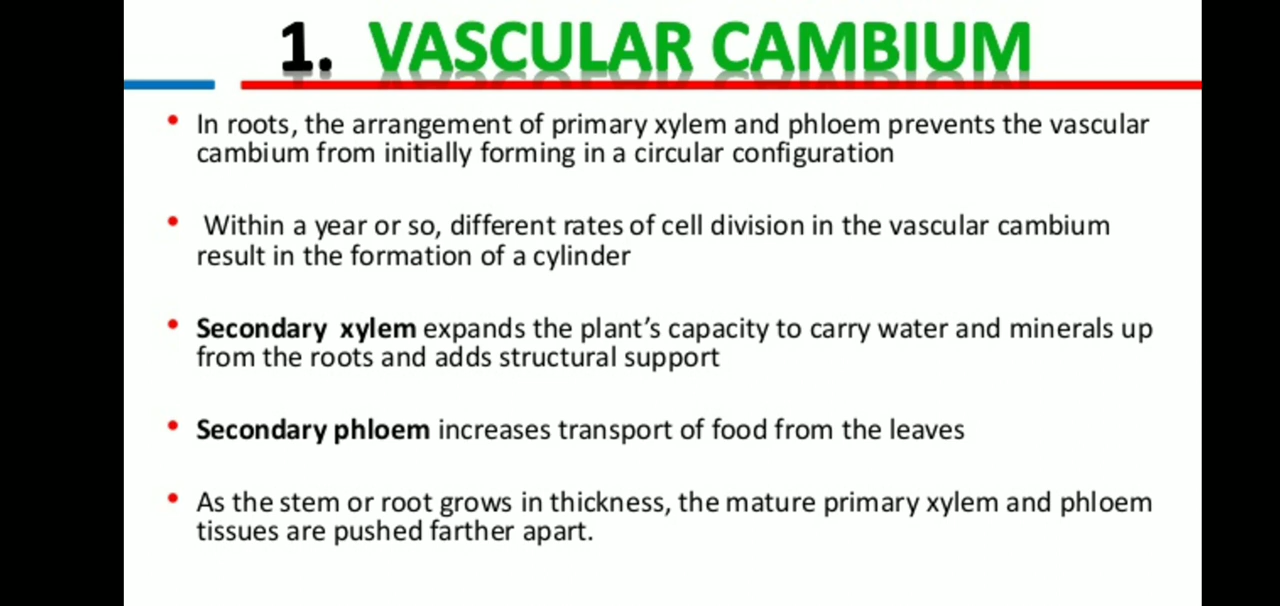 1. VASCULAR CAMBIUM
• In roots, the arrangement of primary xylem and phloem prevents the vascular
cambium from initially forming in a circular configuration
• Within a year or so, different rates of cell division in the vascular cambium
result in the formation of a cylinder
• Secondary xylem expands the plant's capacity to carry water and minerals up
from the roots and adds structural support
• Secondary phloem increases transport of food from the leaves
• As the stem or root grows in thickness, the mature primary xylem and phloem
tissues are pushed farther apart.